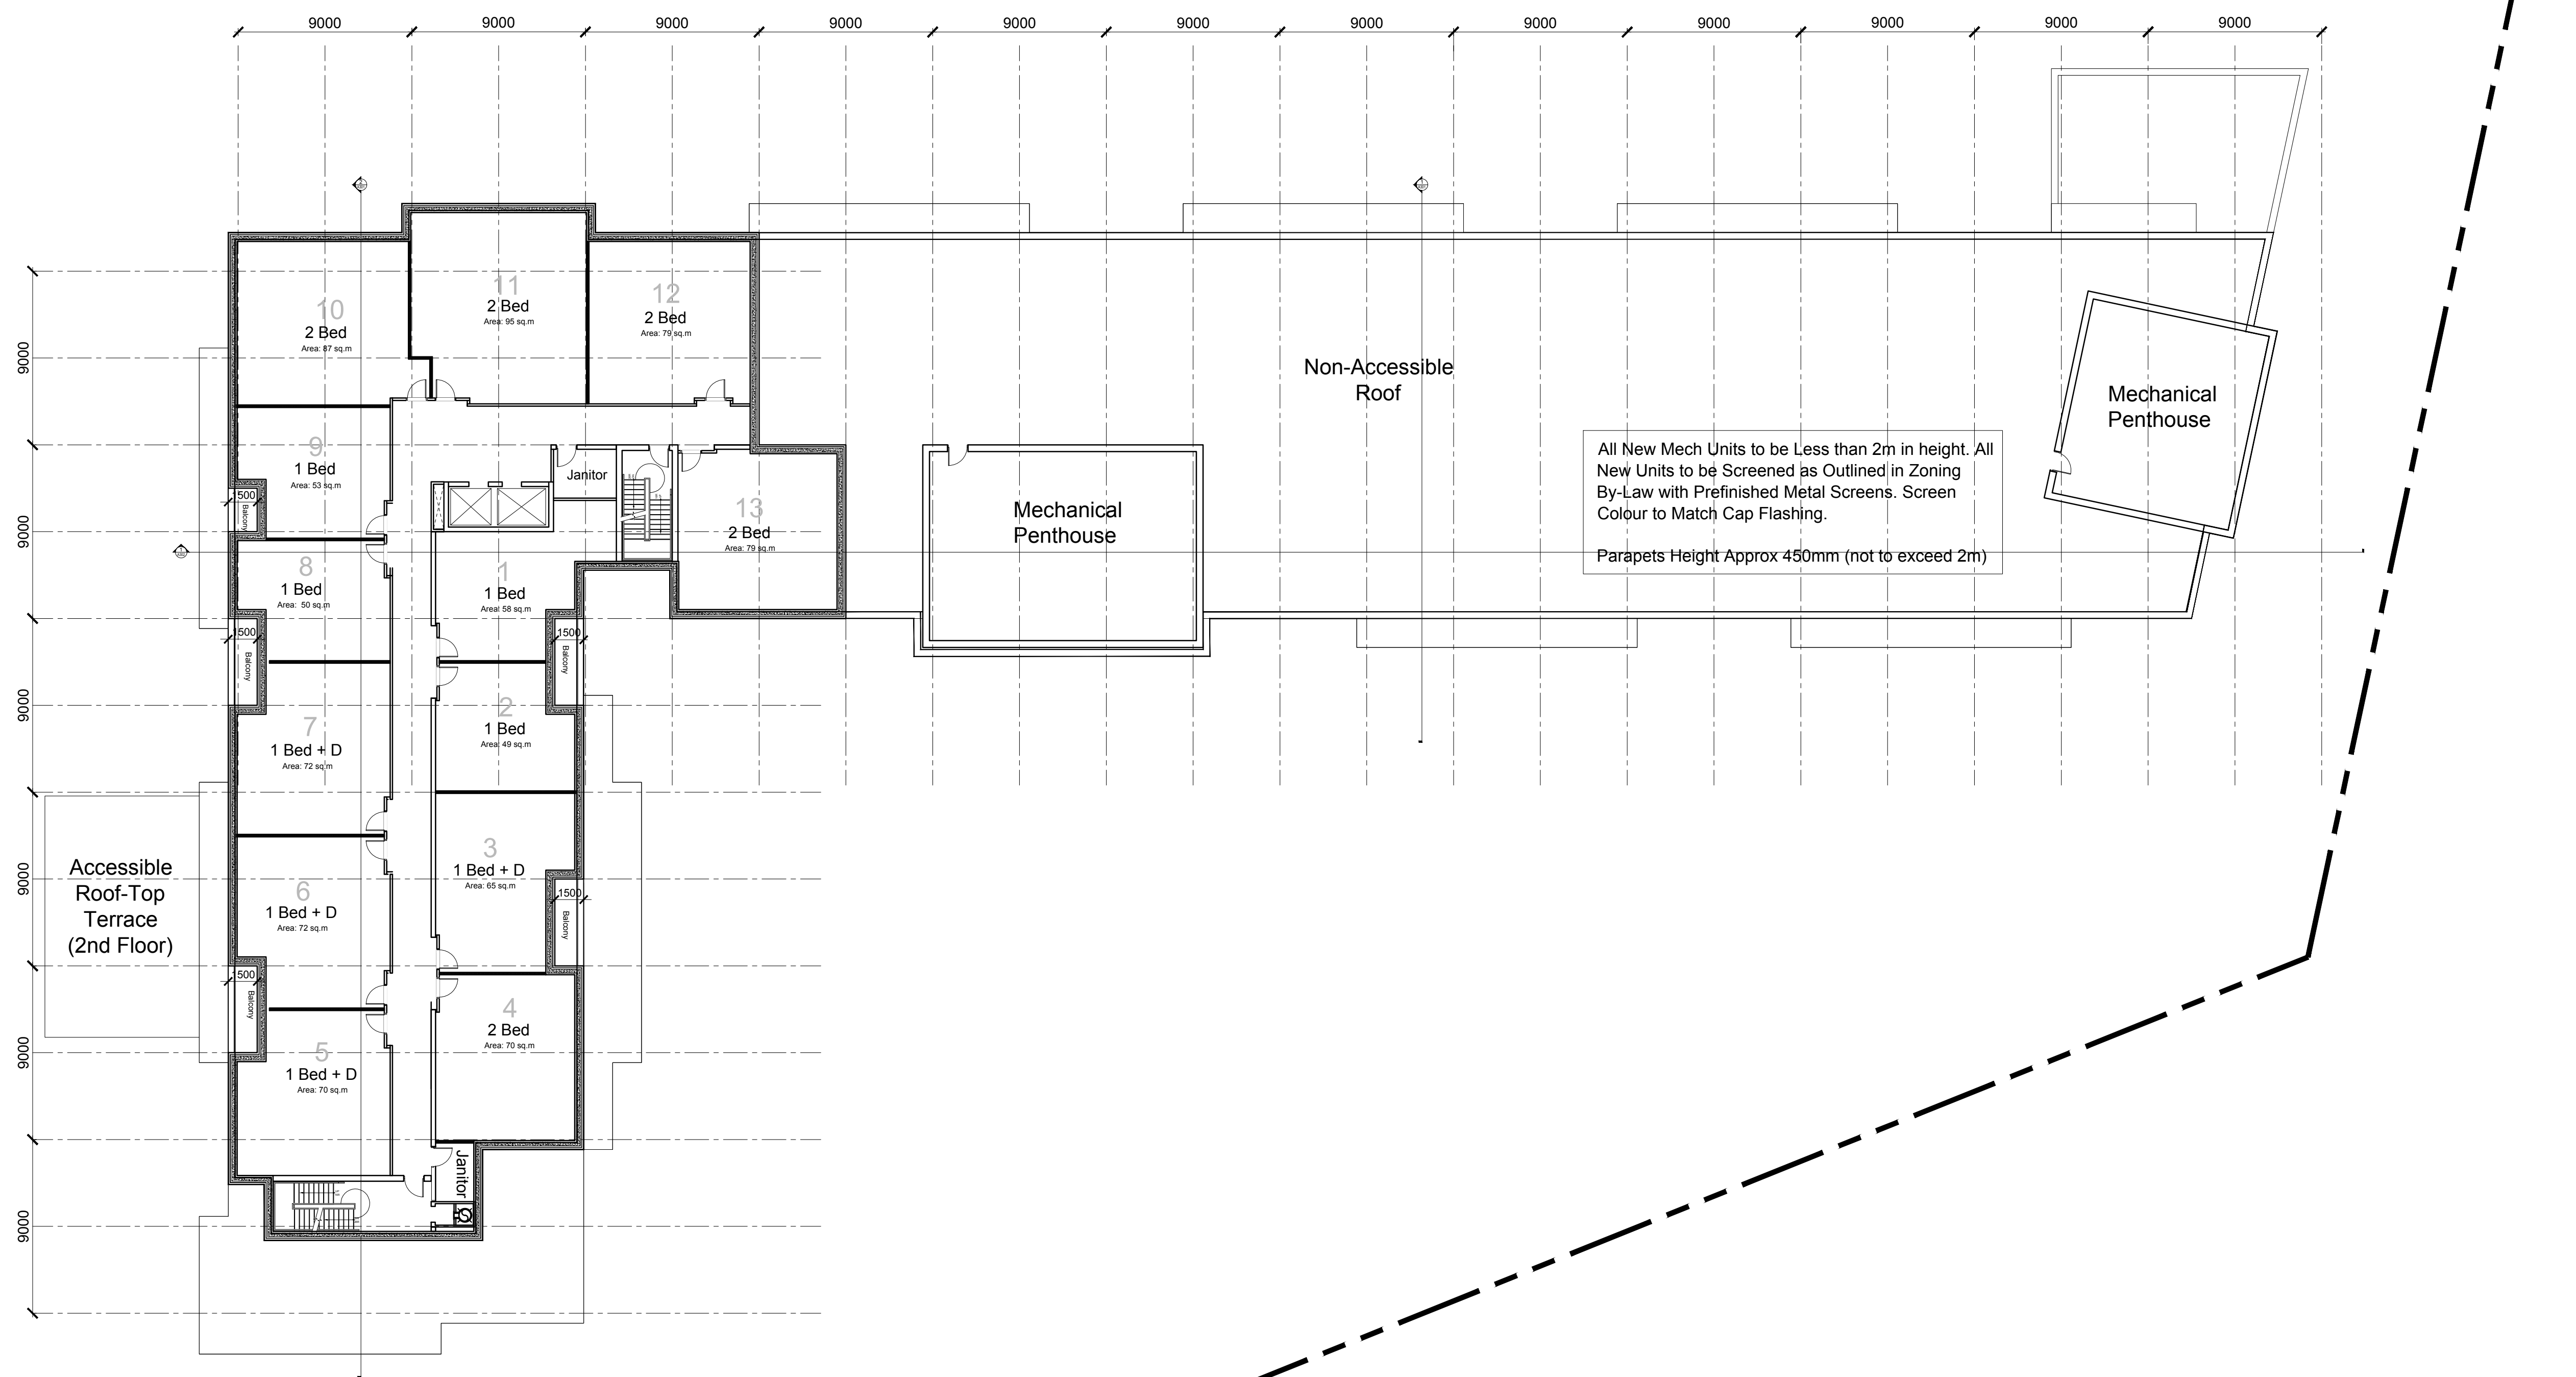 9000 9000 9000 9000 9000 9000 9000 9000 9000 9000 9000 9000
9000
9000
9000
9000
9000
9000
10
2 Bed
Area: 87 sq.m
11
2 Bed
Area: 95 sq.m
12
2 Bed
Area: 79 sq.m
9
1 Bed
Area: 53 sq.m
1500
Balcony
Janitor
13
2 Bed
Area: 79 sq.m
8
1 Bed
Area: 50 sq.m
1500
Balcony
1
1 Bed
Area: 58 sq.m
1500
Balcony
7
1 Bed + D
Area: 72 sq.m
2
1 Bed
Area: 49 sq.m
3
1 Bed + D
Area: 65 sq.m
1500
Balcony
6
1 Bed + D
Area: 72 sq.m
1500
Balcony
4
2 Bed
Area: 70 sq.m
5
1 Bed + D
Area: 70 sq.m
Janitor
Accessible
Roof-Top
Terrace
(2nd Floor)
Non-Accessible
Roof
Mechanical
Penthouse
All New Mech Units to be Less than 2m in height. All
New Units to be Screened as Outlined in Zoning
By-Law with Prefinished Metal Screens. Screen
Colour to Match Cap Flashing.
Parapets Height Approx 450mm (not to exceed 2m)
Mechanical
Penthouse